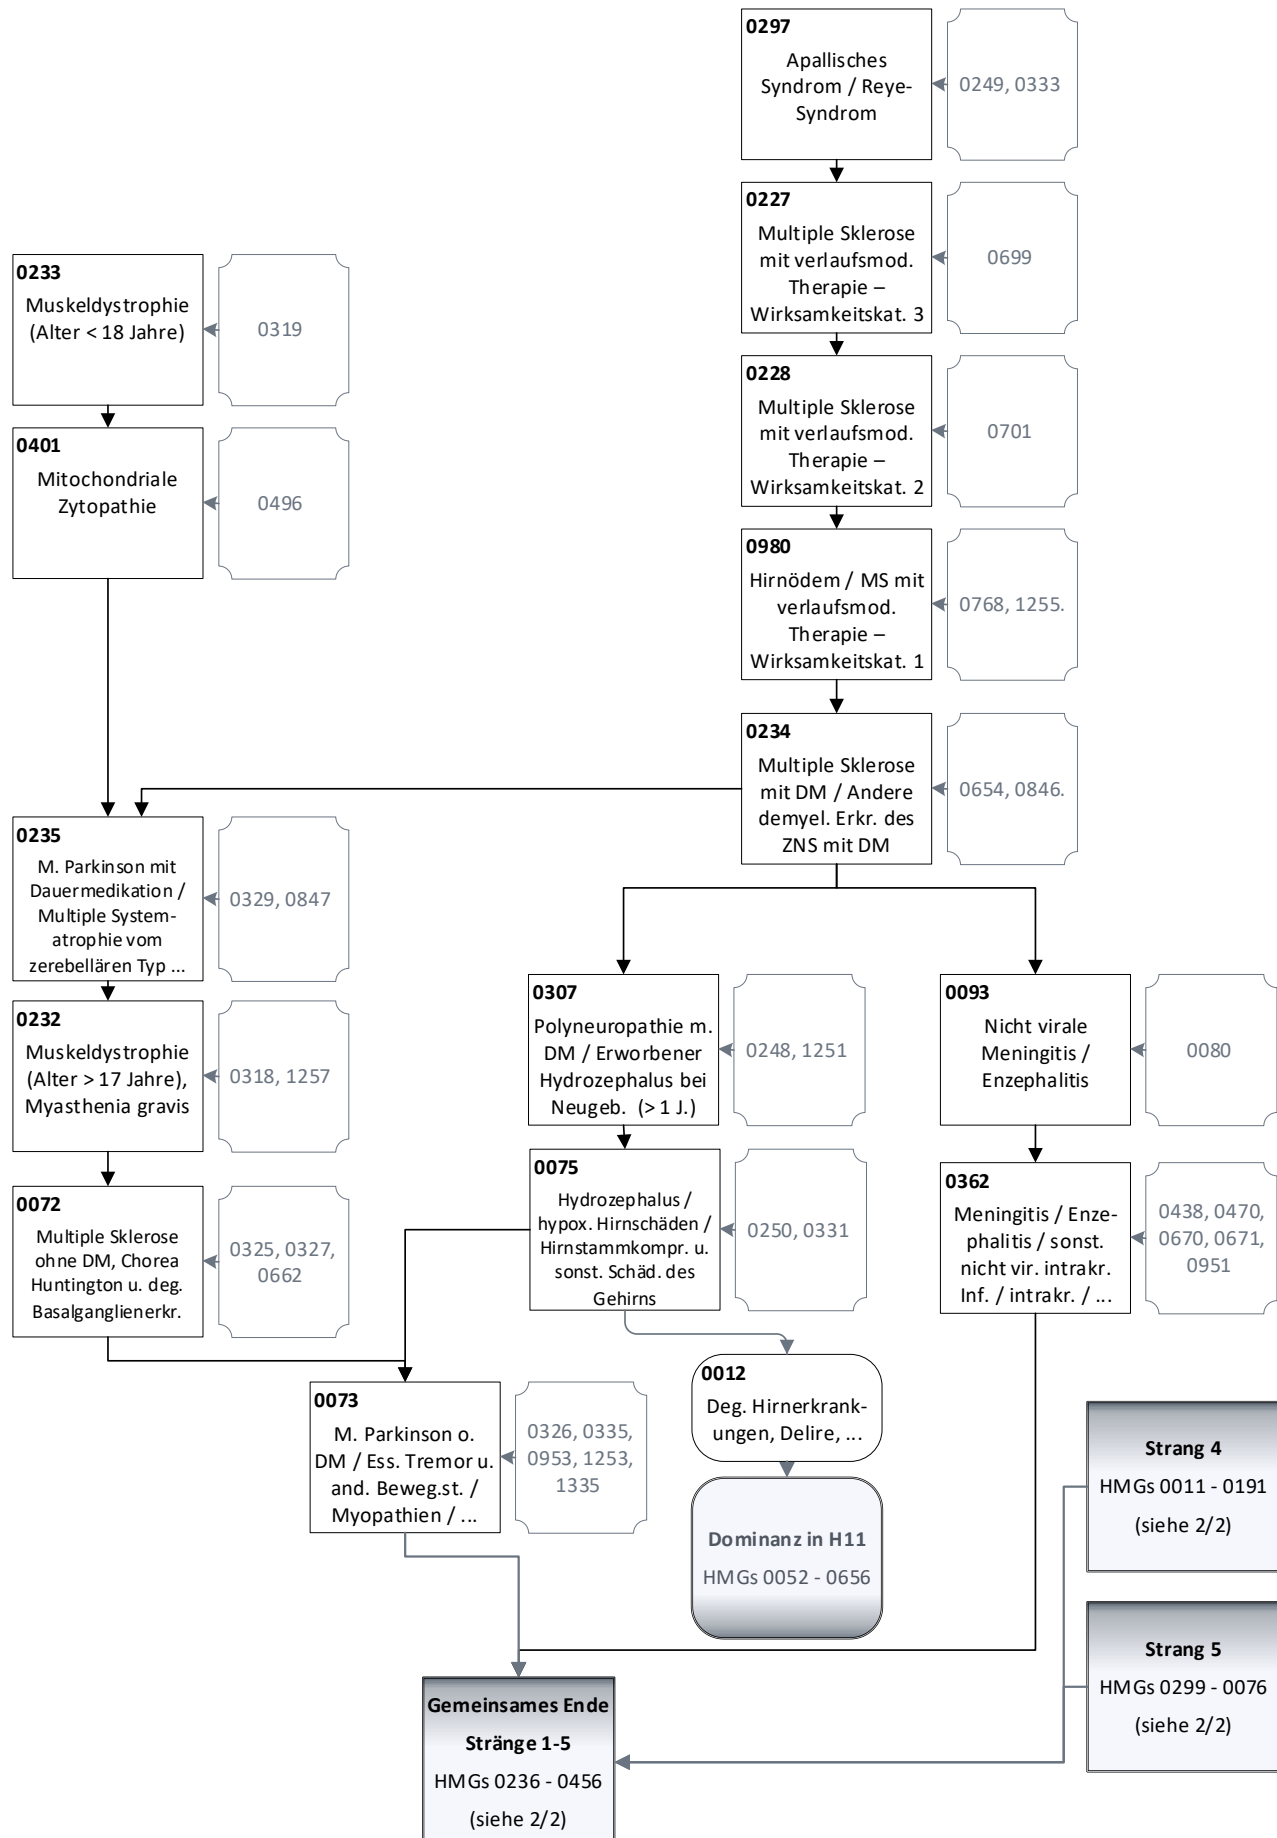 0297
Apallisches
Syndrom / Reye-
Syndrom
0249, 0333
0227
Multiple Sklerose
mit verlaufsmod.
Therapie –
Wirksamkeitskat. 3
0699
0233
Muskeldystrophie
(Alter < 18 Jahre)
0319
0228
Multiple Sklerose
mit verlaufsmod.
Therapie –
Wirksamkeitskat. 2
0701
0401
Mitochondriale
Zytopathie
0496
0980
Hirnödem / MS mit
verlaufsmod.
Therapie –
Wirksamkeitskat. 1
0768, 1255.
0234
Multiple Sklerose
mit DM / Andere
demyel. Erkr. des
ZNS mit DM
0654, 0846.
0235
M. Parkinson mit
Dauermedikation /
Multiple System-
atrophie vom
zerebellären Typ ...
0329, 0847
0232
Muskeldystrophie
(Alter > 17 Jahre),
Myasthenia gravis
0318, 1257
0307
Polyneuropathie m.
DM / Erworbener
Hydrozephalus bei
Neugeb. (> 1 J.)
0248, 1251
0093
Nicht virale
Meningitis /
Enzephalitis
0080
0072
Multiple Sklerose
ohne DM, Chorea
Huntington u. deg.
Basalganglienerkr.
0325, 0327,
0662
0075
Hydrozephalus /
hypox. Hirnschäden /
Hirnstammkompr. u.
sonst. Schäd. des
Gehirns
0250, 0331
0362
Meningitis / Enze-
phalitis / sonst.
nicht vir. intrakr.
Inf. / intrakr. / ...
0438, 0470,
0670, 0671,
0951
0073
M. Parkinson o.
DM / Ess. Tremor u.
and. Beweg.st. /
Myopathien / ...
0326, 0335,
0953, 1253,
1335
0012
Deg. Hirnerkrank-
ungen, Delire, ...
Dominanz in H11
HMGs 0052 - 0656
Strang 4
HMGs 0011 - 0191
(siehe 2/2)
Strang 5
HMGs 0299 - 0076
(siehe 2/2)
Gemeinsames Ende
Stränge 1-5
HMGs 0236 - 0456
(siehe 2/2)